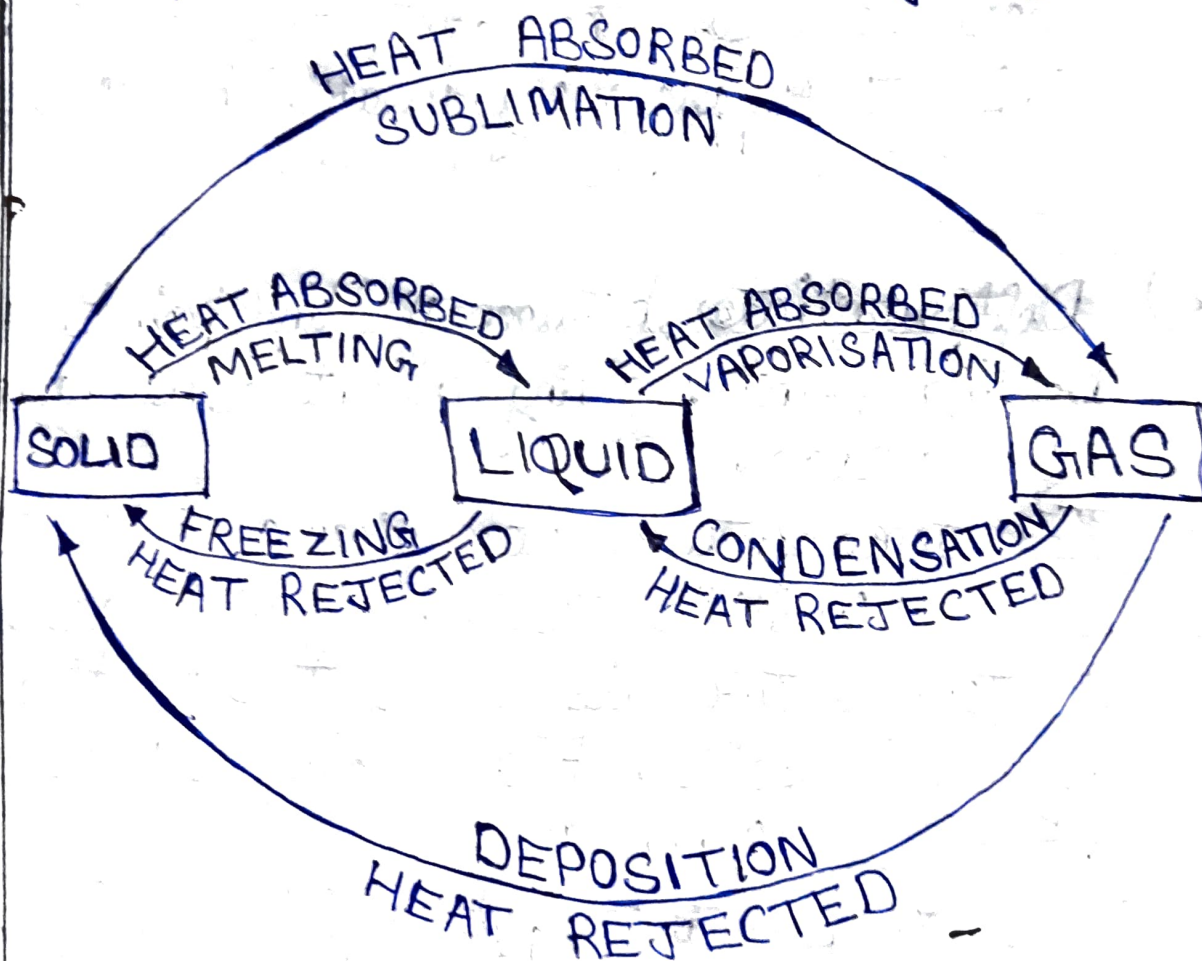 HEAT ABSORBED
SUBLIMATION
HEAT ABSORBED
MELTING
HEAT ABSORBED
VAPORISATION
SOLID
LIQUID
GAS
FREEZING
HEAT REJECTED
CONDENSATION
HEAT REJECTED
DEPOSITION
HEAT REJECTED